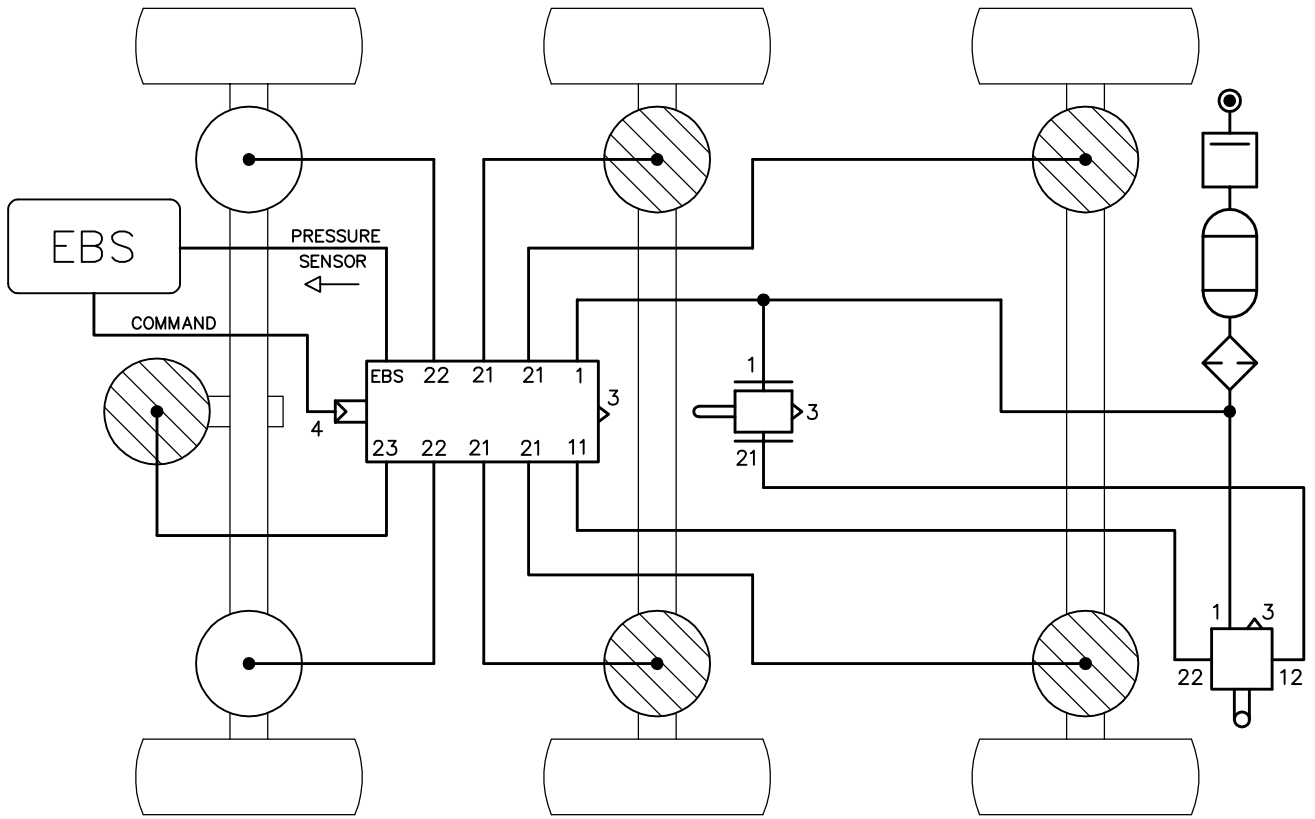 PRESSURE
EBS
SENSOR
COMMAND
1
EBS 22 21 21 1
3
3
4
23 22 21 21 11
21
1 3
22 12